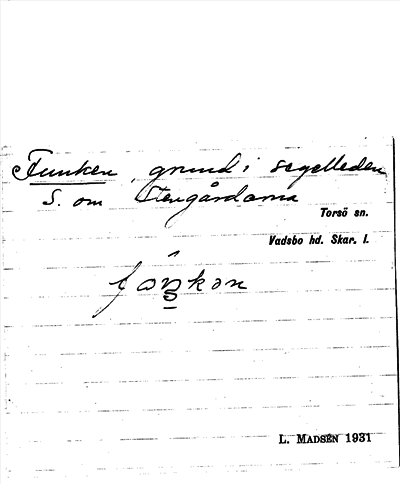 Funken, grund i segelleden
S. om Stengårdarna
Torsö sn.
Vadsbo hd. Skar. l.
L. MADSÉN 1931